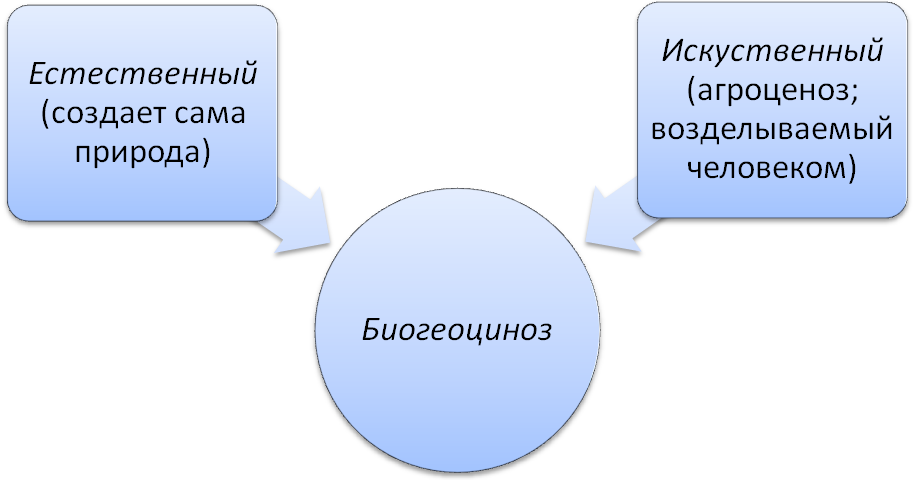 Естественный
(создает сама
природа)
Искуственный
(агроценоз;
возделываемый
человеком)
Биогеоциноз